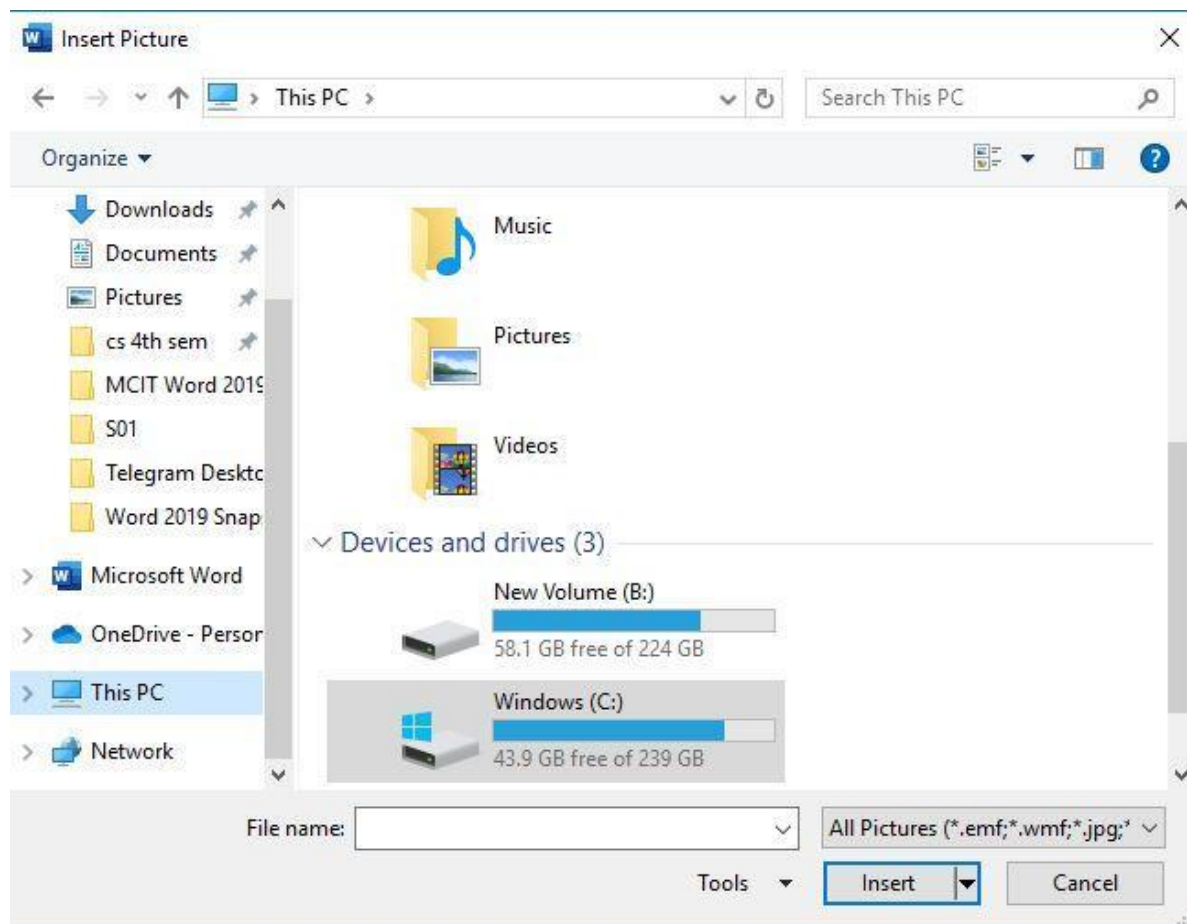 Insert Picture
This PC
Search This PC
Organize
Downloads
Documents
Pictures
cs 4th sem
MCIT Word 2019
S01
Telegram Deskto
Word 2019 Snap
Microsoft Word
OneDrive - Person
This PC
Network
Music
Pictures
Videos
Devices and drives (3)
New Volume (B:)
58.1 GB free of 224 GB
Windows (C:)
43.9 GB free of 239 GB
File name:
All Pictures (*.emf;*.wmf;*.jpg;*
Tools
Insert
Cancel